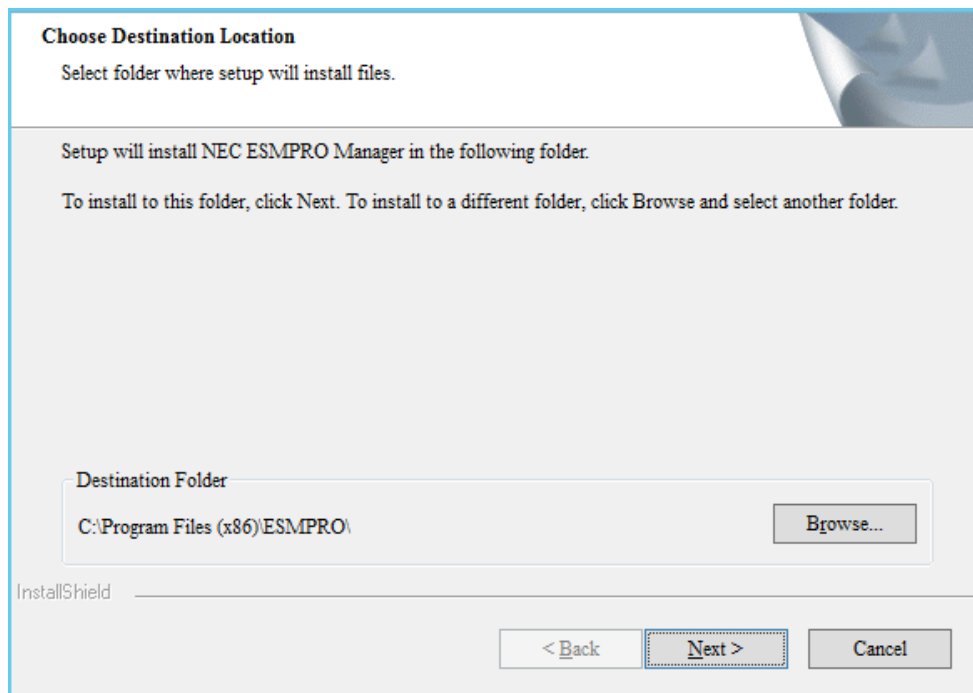 Choose Destination Location
Select folder where setup will install files.
Setup will install NEC ESMPRO Manager in the following folder.
To install to this folder, click Next. To install to a different folder, click Browse and select another folder.
Destination Folder
C:\Program Files (x86)\ESMPRO\
Browse...
InstallShield
< Back
Next >
Cancel